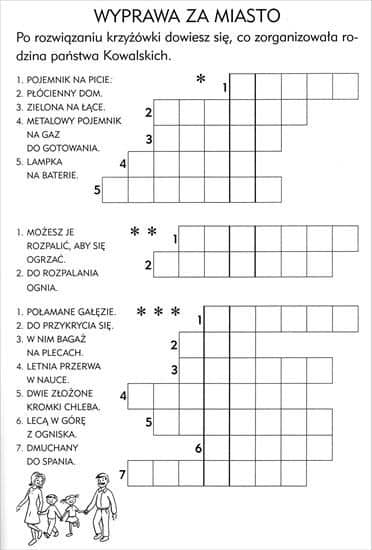 WYPRAWA ZA MIASTO
Po rozwiązaniu krzyżówki dowiesz się, co zorganizowała ro-
dzina państwa Kowalskich.
1. POJEMNIK NA PICIE:
2. PŁÓCIENNY DOM.
3. ZIELONA NA ŁĄCE.
4. METALOWY POJEMNIK
NA GAZ
DO GOTOWANIA.
5. LAMPKA
NA BATERIE.
*
1
2
3
4
5
1. MOŻESZ JE
ROZPALIĆ, ABY SIĘ
OGRZAĆ.
2. DO ROZPALANIA
OGNIA.
* *
1
2
1. POŁAMANE GAŁĘZIE.
2. DO PRZYKRYCIA SIĘ.
3. W NIM BAGAŻ
NA PLECACH.
4. LETNIA PRZERWA
W NAUCE.
5. DWIE ZŁOŻONE
KROMKI CHLEBA.
6. LECĄ W GÓRĘ
Z OGNISKA.
7. DMUCHANY
DO SPANIA.
* * *
1
2
3
4
5
6
7